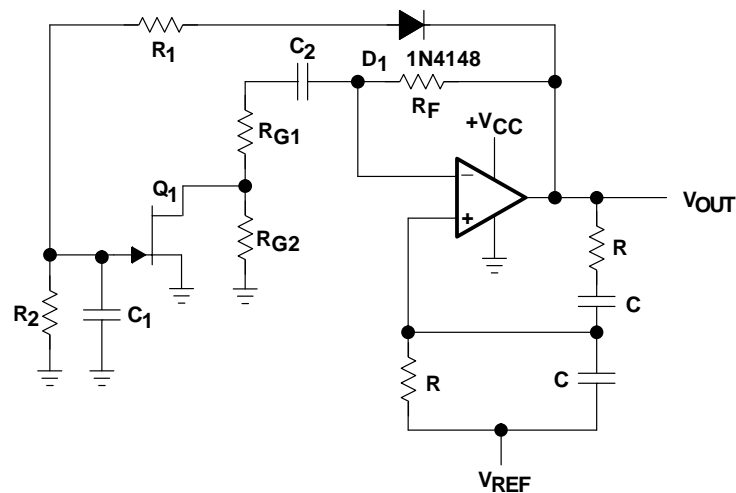 R1
C2
D1 1N4148
RF
RG1
+VCC
Q1
−
VOUT
+
R
RG2
C
R2
C1
R
C
VREF